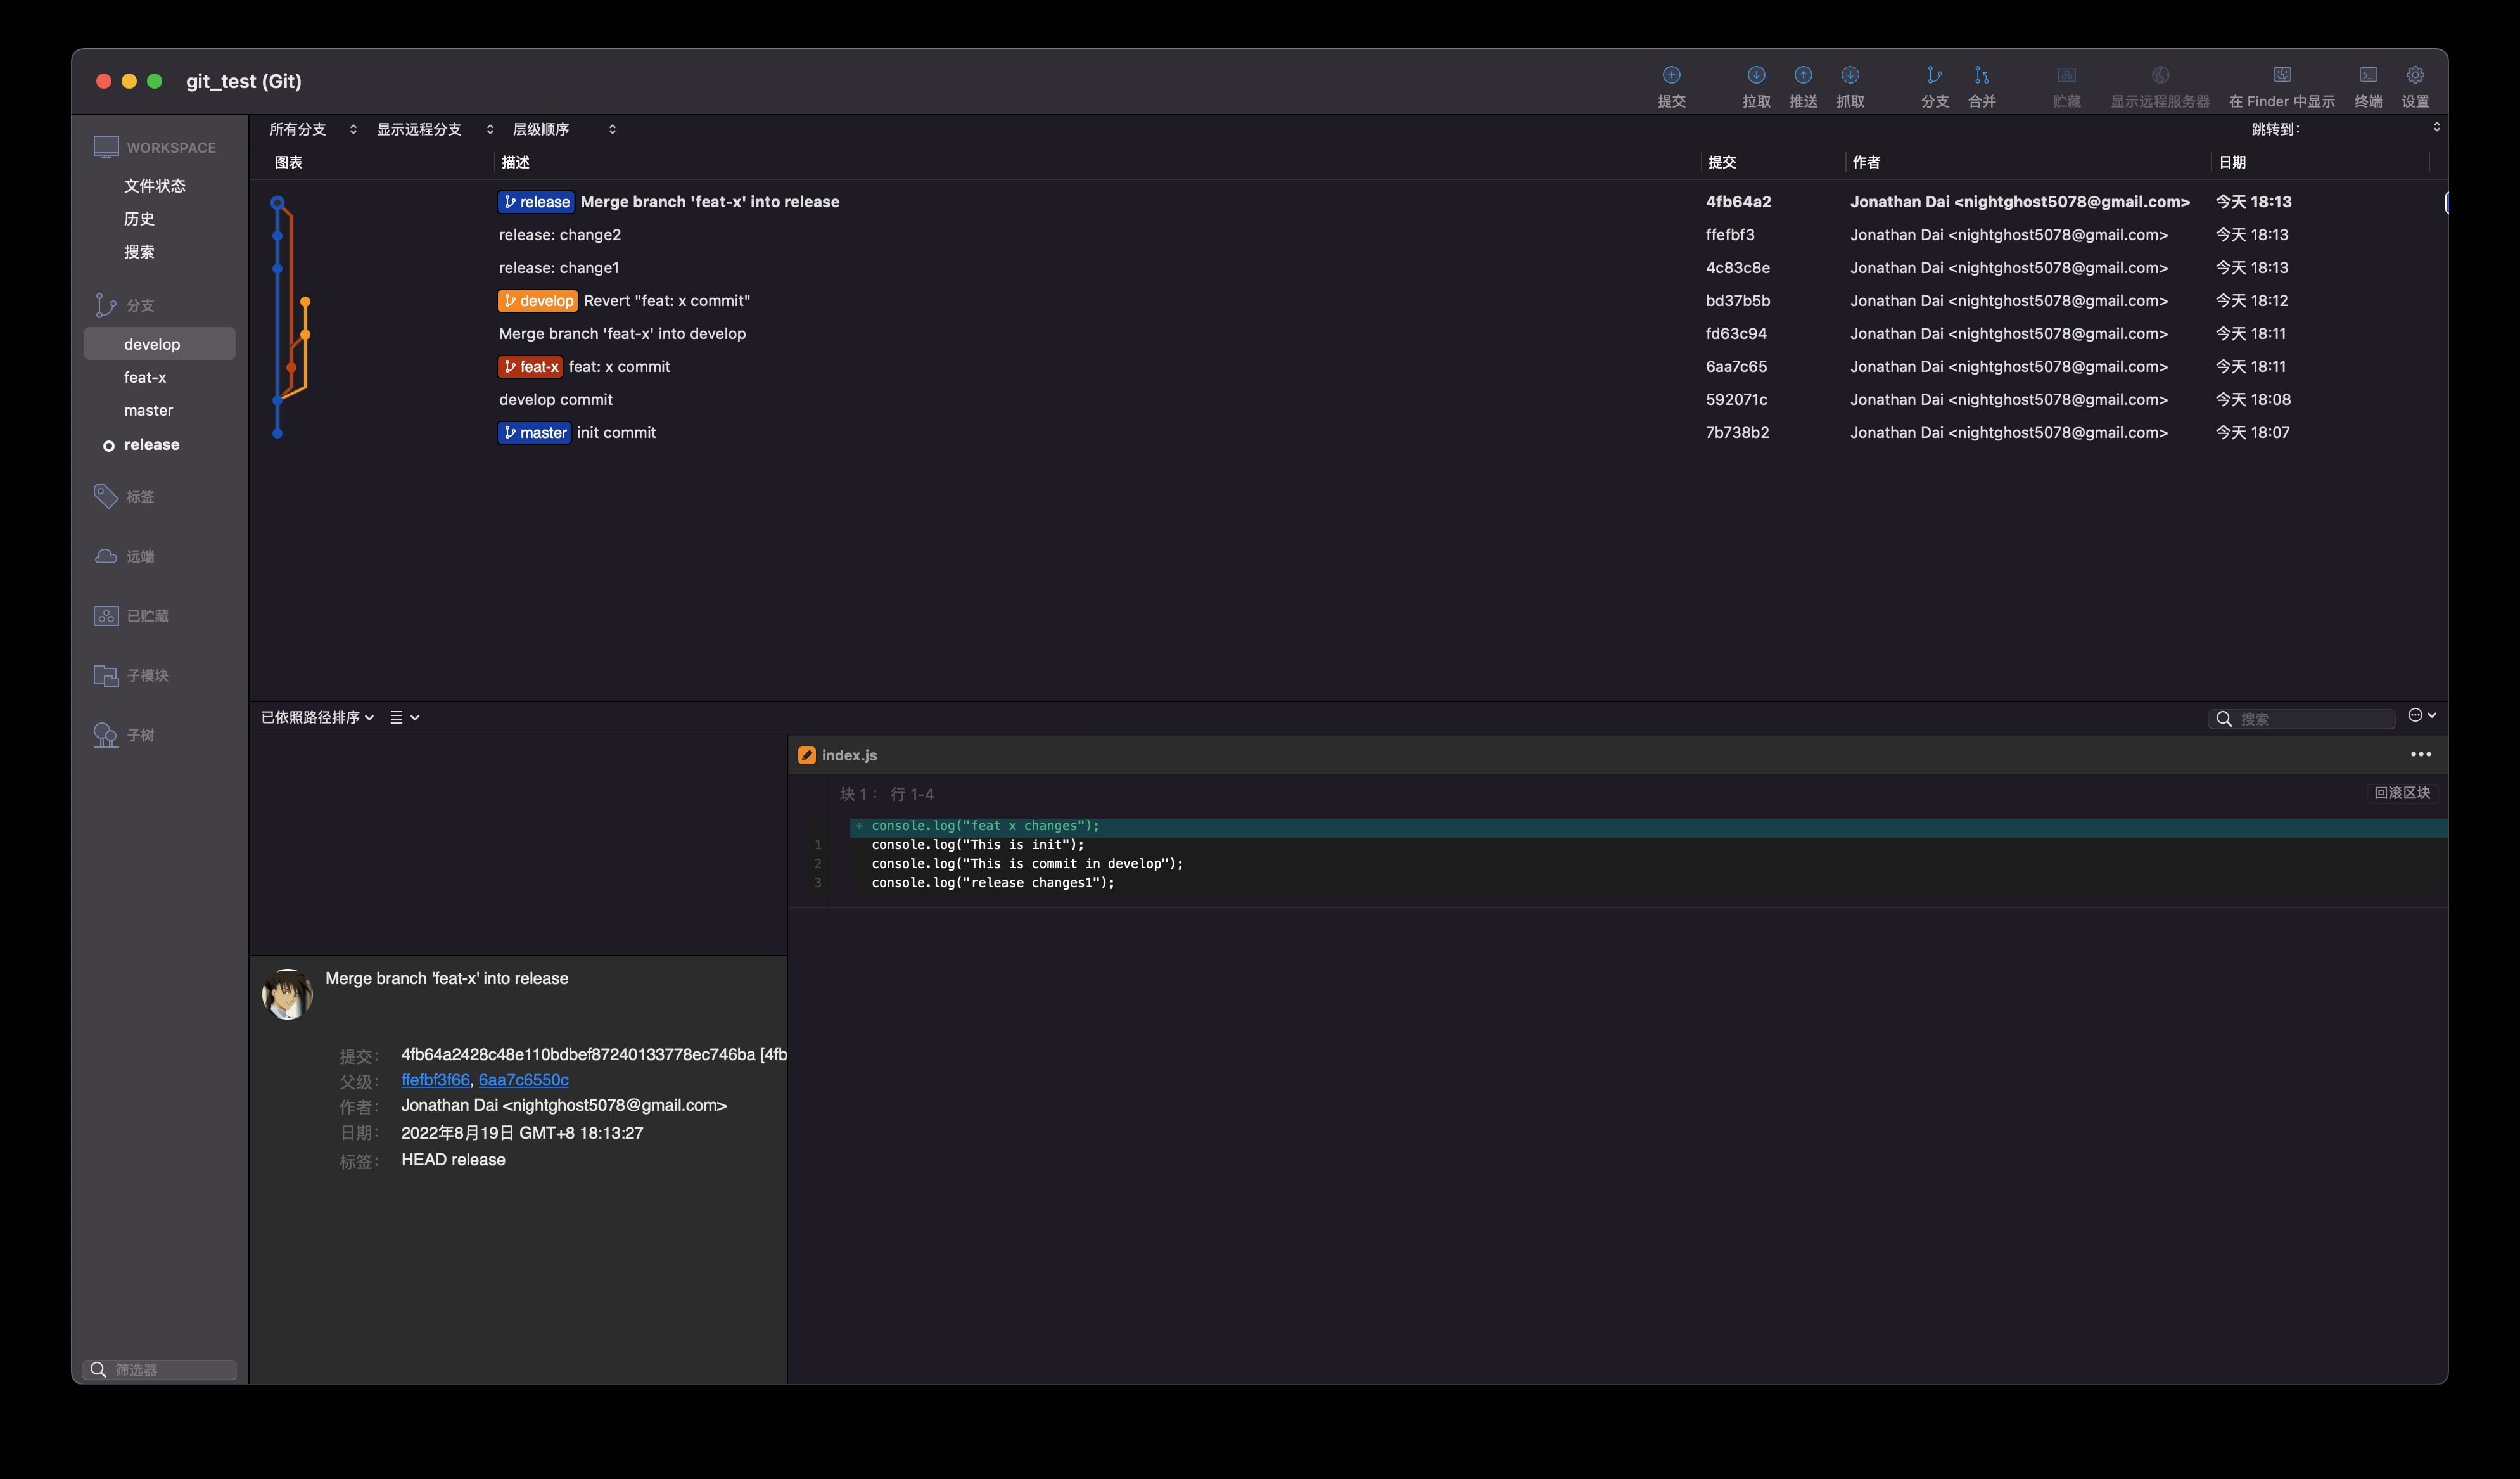 git_test (Git)
提交 拉取 推送 抓取 分支 合并 贮藏 显示远程服务器 在 Finder 中显示 终端 设置
WORKSPACE
文件状态
历史
搜索
分支
develop
feat-x
master
release
标签
远端
已贮藏
子模块
子树
筛选器
所有分支 显示远程分支 层级顺序 跳转到：
图表 描述 提交 作者 日期
release Merge branch 'feat-x' into release 4fb64a2 Jonathan Dai <nightghost5078@gmail.com> 今天 18:13
release: change2 ffefbf3 Jonathan Dai <nightghost5078@gmail.com> 今天 18:13
release: change1 4c83c8e Jonathan Dai <nightghost5078@gmail.com> 今天 18:13
develop Revert "feat: x commit" bd37b5b Jonathan Dai <nightghost5078@gmail.com> 今天 18:12
Merge branch 'feat-x' into develop fd63c94 Jonathan Dai <nightghost5078@gmail.com> 今天 18:11
feat-x feat: x commit 6aa7c65 Jonathan Dai <nightghost5078@gmail.com> 今天 18:11
develop commit 592071c Jonathan Dai <nightghost5078@gmail.com> 今天 18:08
master init commit 7b738b2 Jonathan Dai <nightghost5078@gmail.com> 今天 18:07
已依照路径排序 搜索
index.js
块 1： 行 1-4 回滚区块
+ console.log("feat x changes");
1 console.log("This is init");
2 console.log("This is commit in develop");
3 console.log("release changes1");
Merge branch 'feat-x' into release
提交： 4fb64a2428c48e110bdbef87240133778ec746ba [4fb
父级： ffefbf3f66, 6aa7c6550c
作者： Jonathan Dai <nightghost5078@gmail.com>
日期： 2022年8月19日 GMT+8 18:13:27
标签： HEAD release